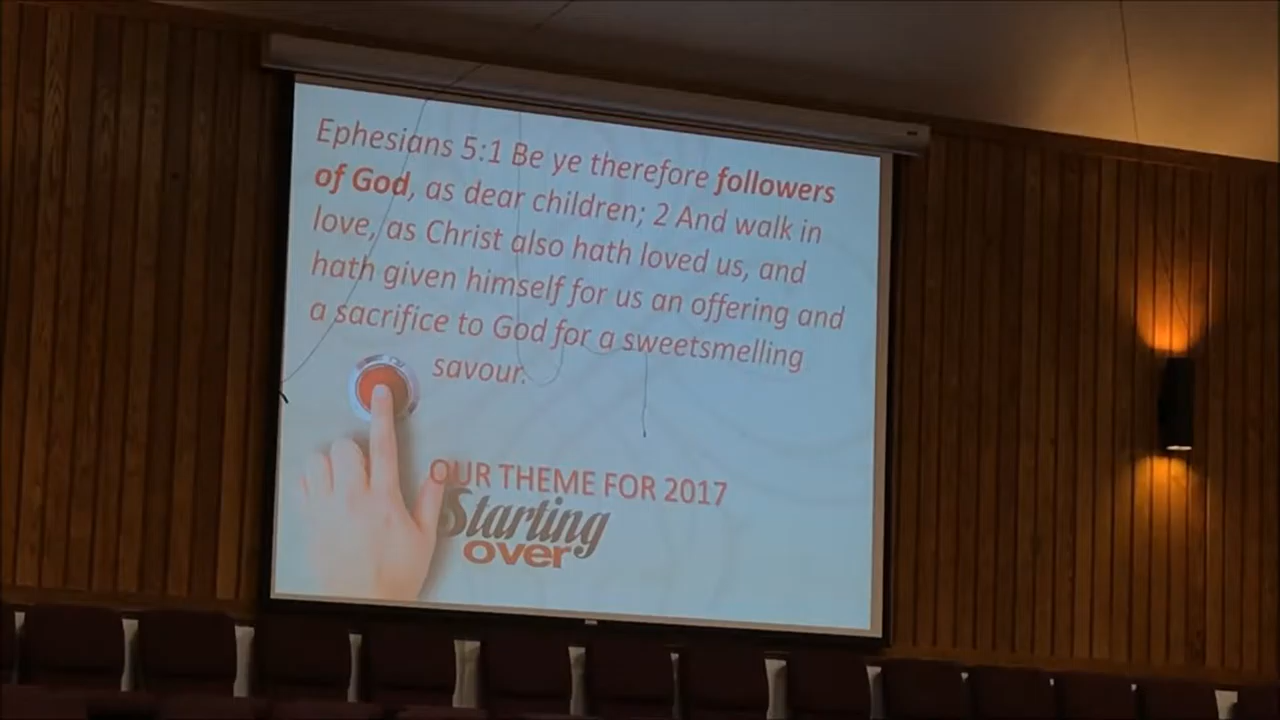 Ephesians 5:1 Be ye therefore followers
of God, as dear children; 2 And walk in
love, as Christ also hath loved us, and
hath given himself for us an offering and
a sacrifice to God for a sweetsmelling
savour.
OUR THEME FOR 2017
Starting
over